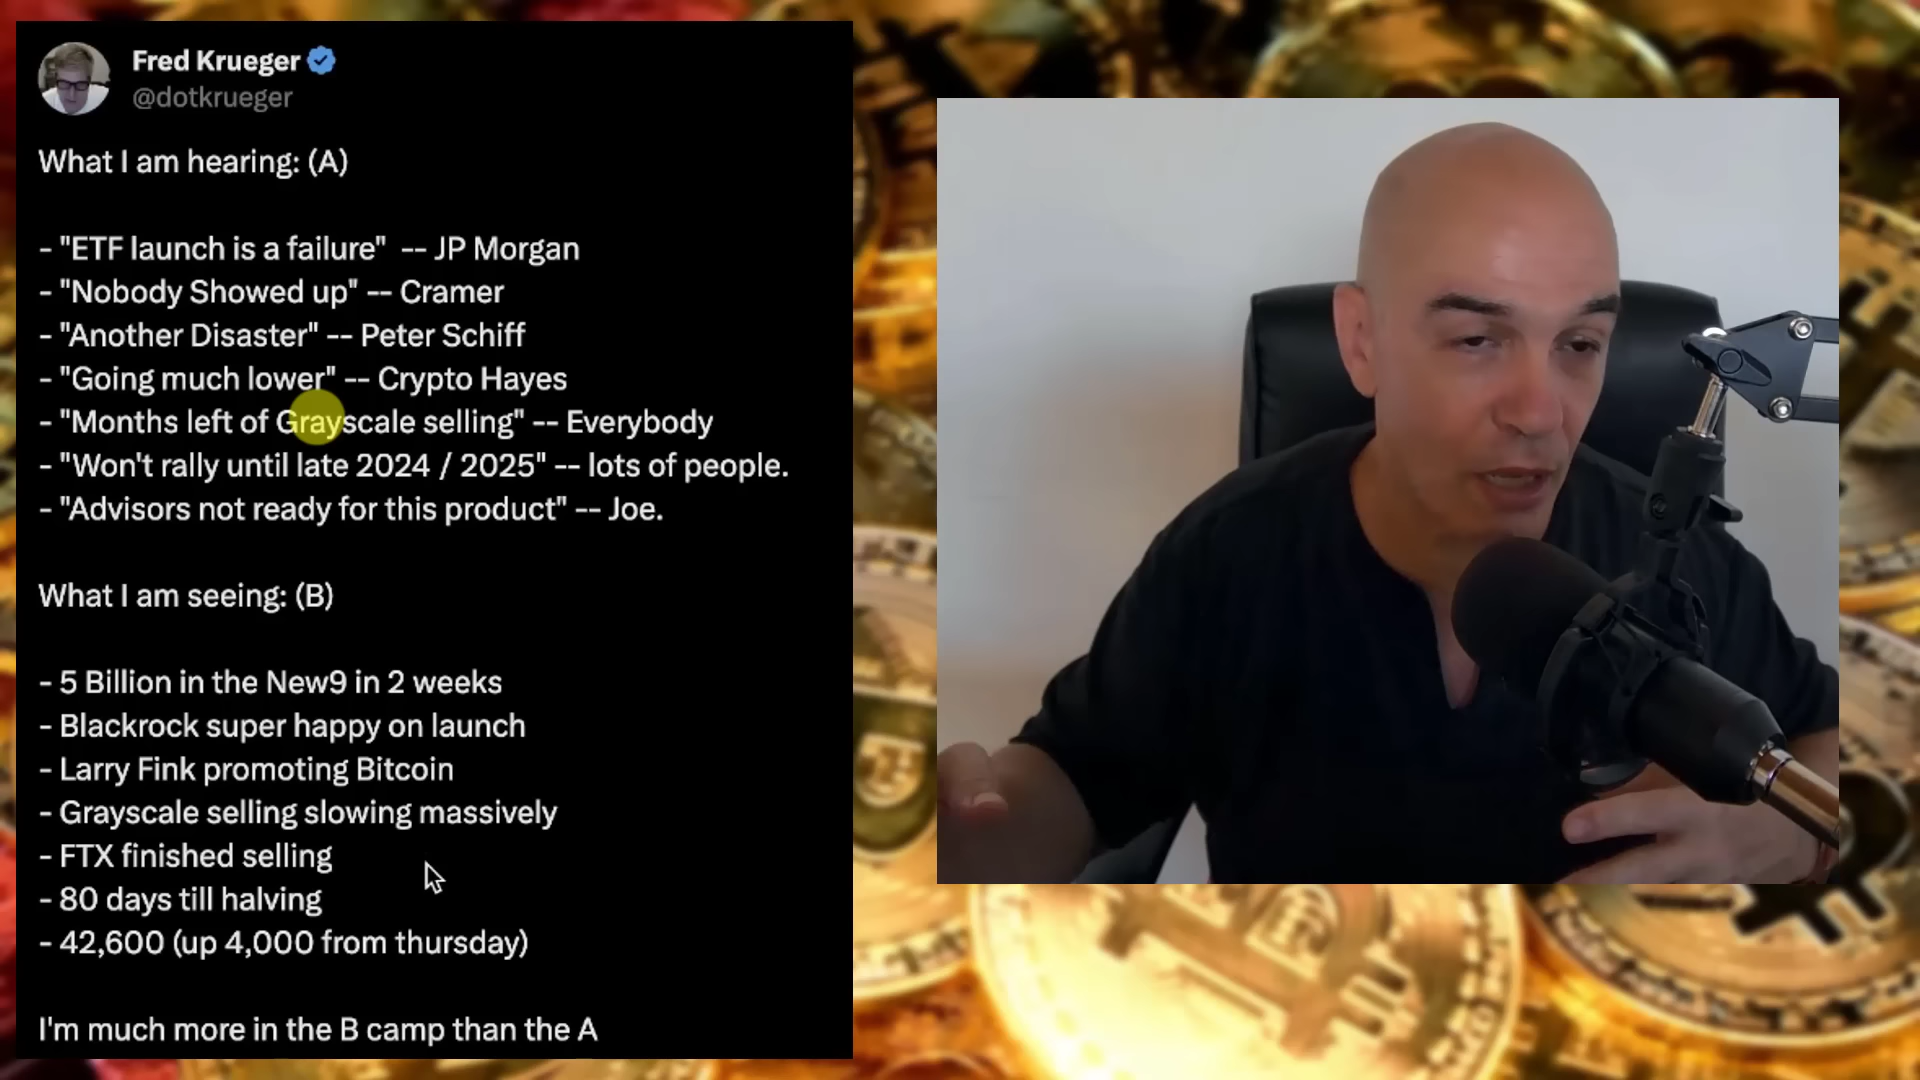 Fred Krueger
@dotkrueger
What I am hearing: (A)
- "ETF launch is a failure"  -- JP Morgan
- "Nobody Showed up" -- Cramer
- "Another Disaster" -- Peter Schiff
- "Going much lower" -- Crypto Hayes
- "Months left of Grayscale selling" -- Everybody
- "Won't rally until late 2024 / 2025" -- lots of people.
- "Advisors not ready for this product" -- Joe.
What I am seeing: (B)
- 5 Billion in the New9 in 2 weeks
- Blackrock super happy on launch
- Larry Fink promoting Bitcoin
- Grayscale selling slowing massively
- FTX finished selling
- 80 days till halving
- 42,600 (up 4,000 from thursday)
I'm much more in the B camp than the A